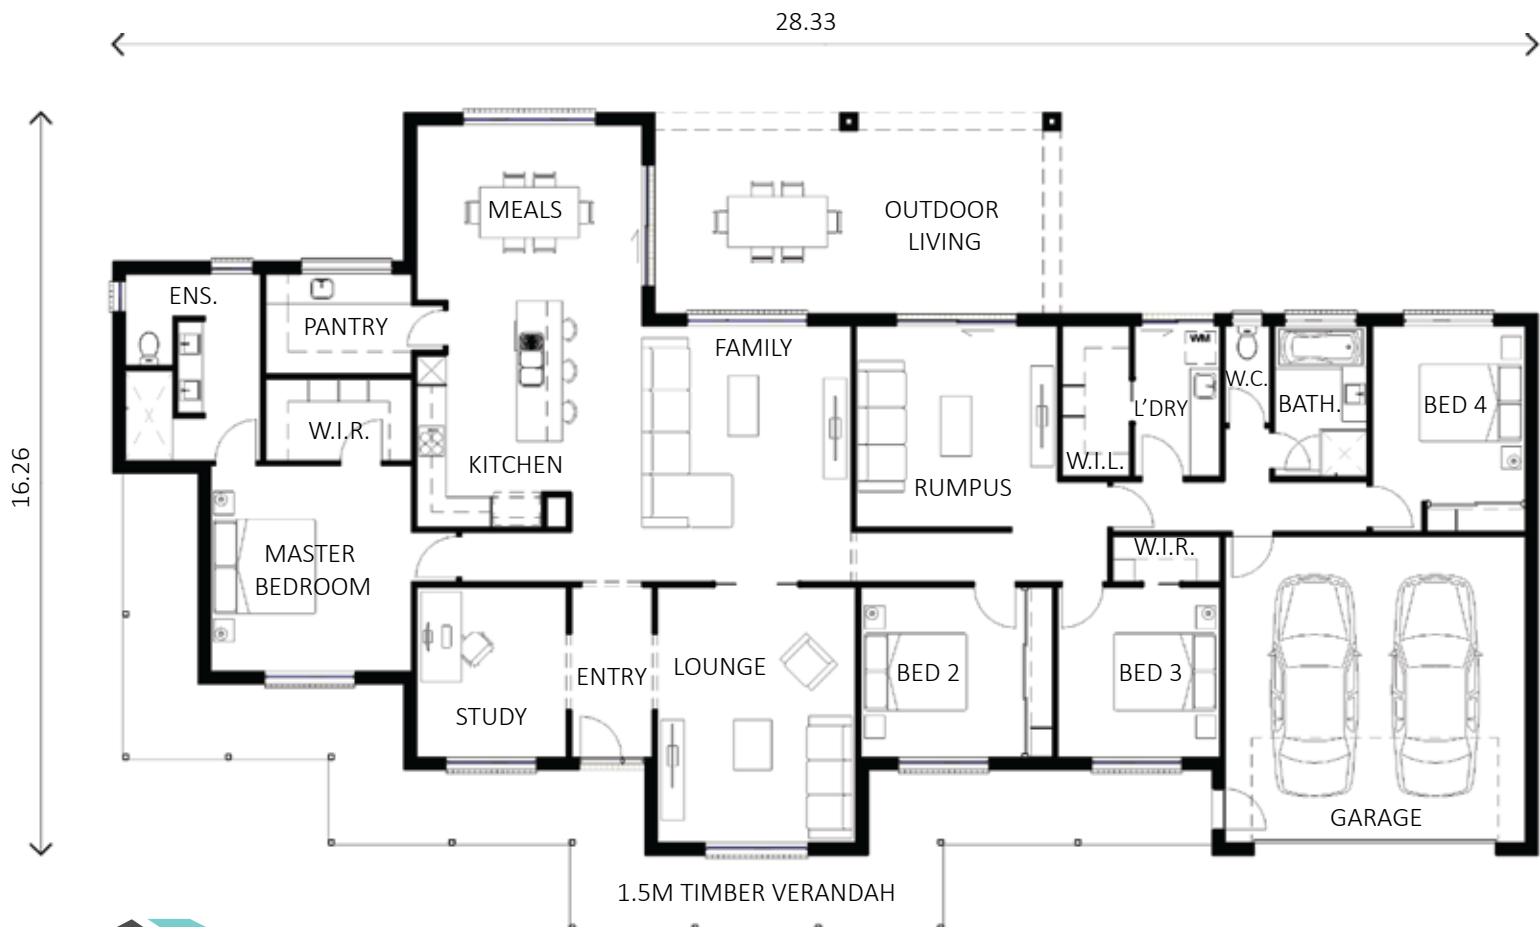 28.33
16.26
MEALS
OUTDOOR
LIVING
ENS.
PANTRY
FAMILY
WM
W.C.
L'DRY
BATH.
BED 4
W.I.R.
KITCHEN
W.I.L.
RUMPUS
MASTER
BEDROOM
W.I.R.
STUDY
ENTRY
LOUNGE
BED 2
BED 3
GARAGE
1.5M TIMBER VERANDAH